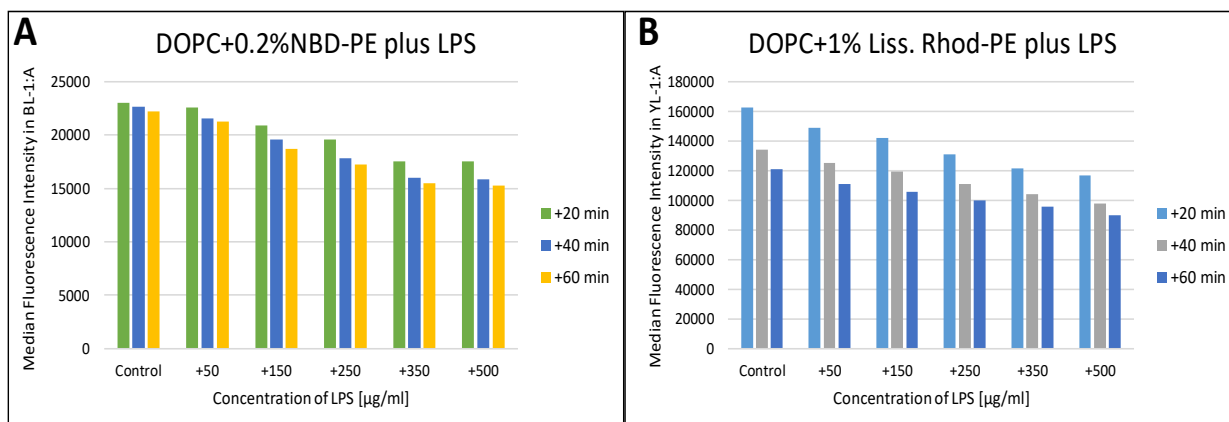 A
DOPC+0.2%NBD-PE plus LPS
Median Fluorescence Intensity in BL-1:A
25000
20000
15000
10000
5000
0
Control +50 +150 +250 +350 +500
Concentration of LPS [µg/ml]
+20 min
+40 min
+60 min
B
DOPC+1% Liss. Rhod-PE plus LPS
Median Fluorescence Intensity in YL-1:A
180000
160000
140000
120000
100000
80000
60000
40000
20000
0
Control +50 +150 +250 +350 +500
Concentration of LPS [µg/ml]
+20 min
+40 min
+60 min